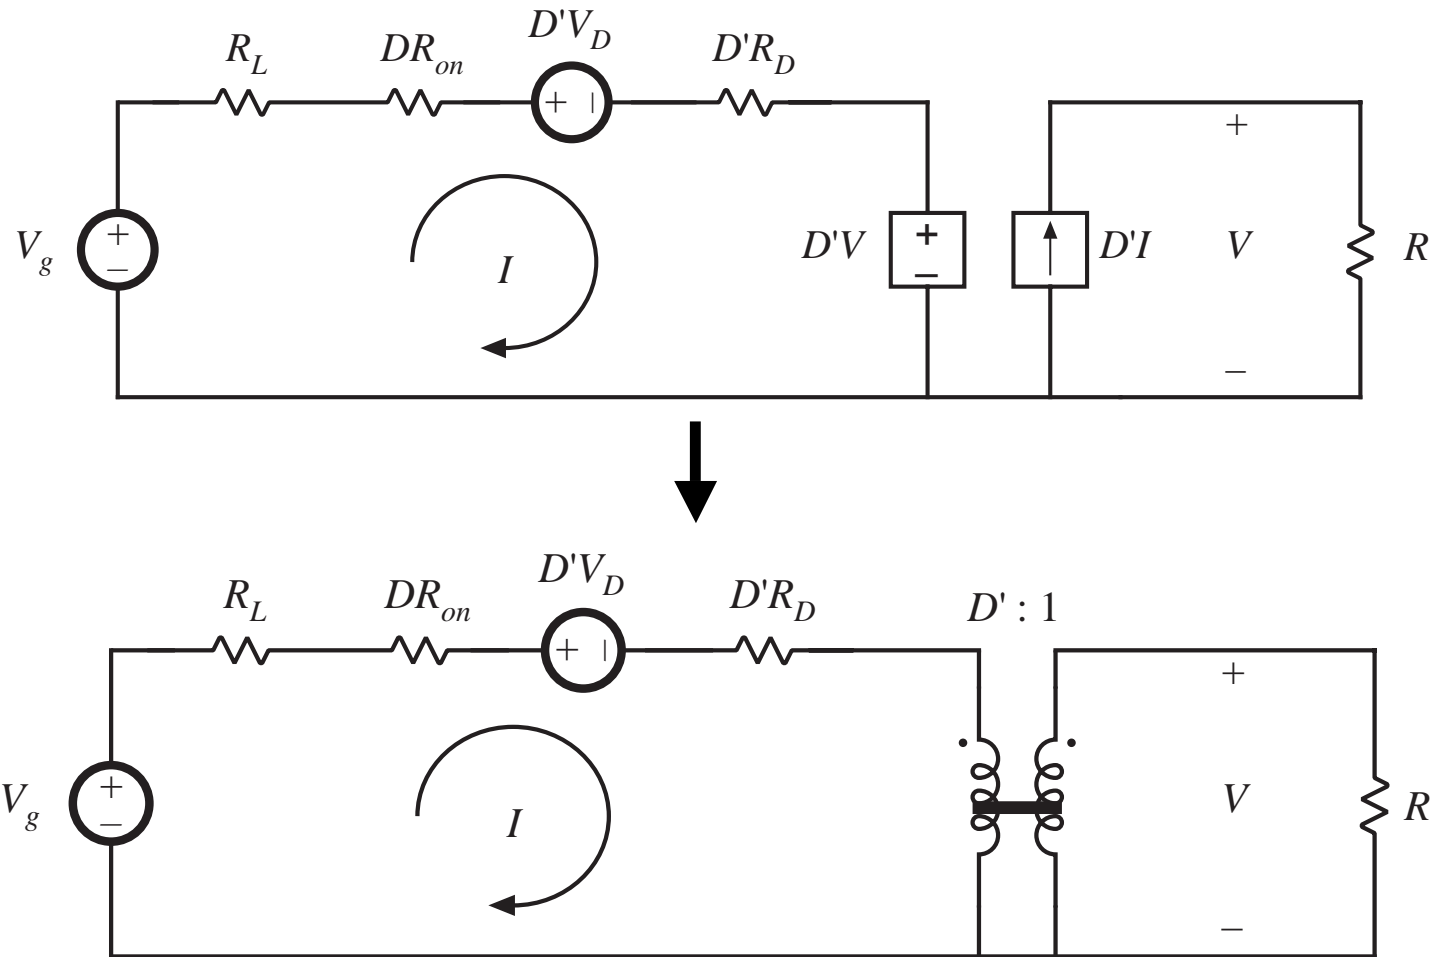 D'V_D
R_L DR_on D'R_D
+ –
+
V_g + – D'V + – D'I V R
I
–
D'V_D
R_L DR_on D'R_D D' : 1
+ –
+
V_g + – I V R
–